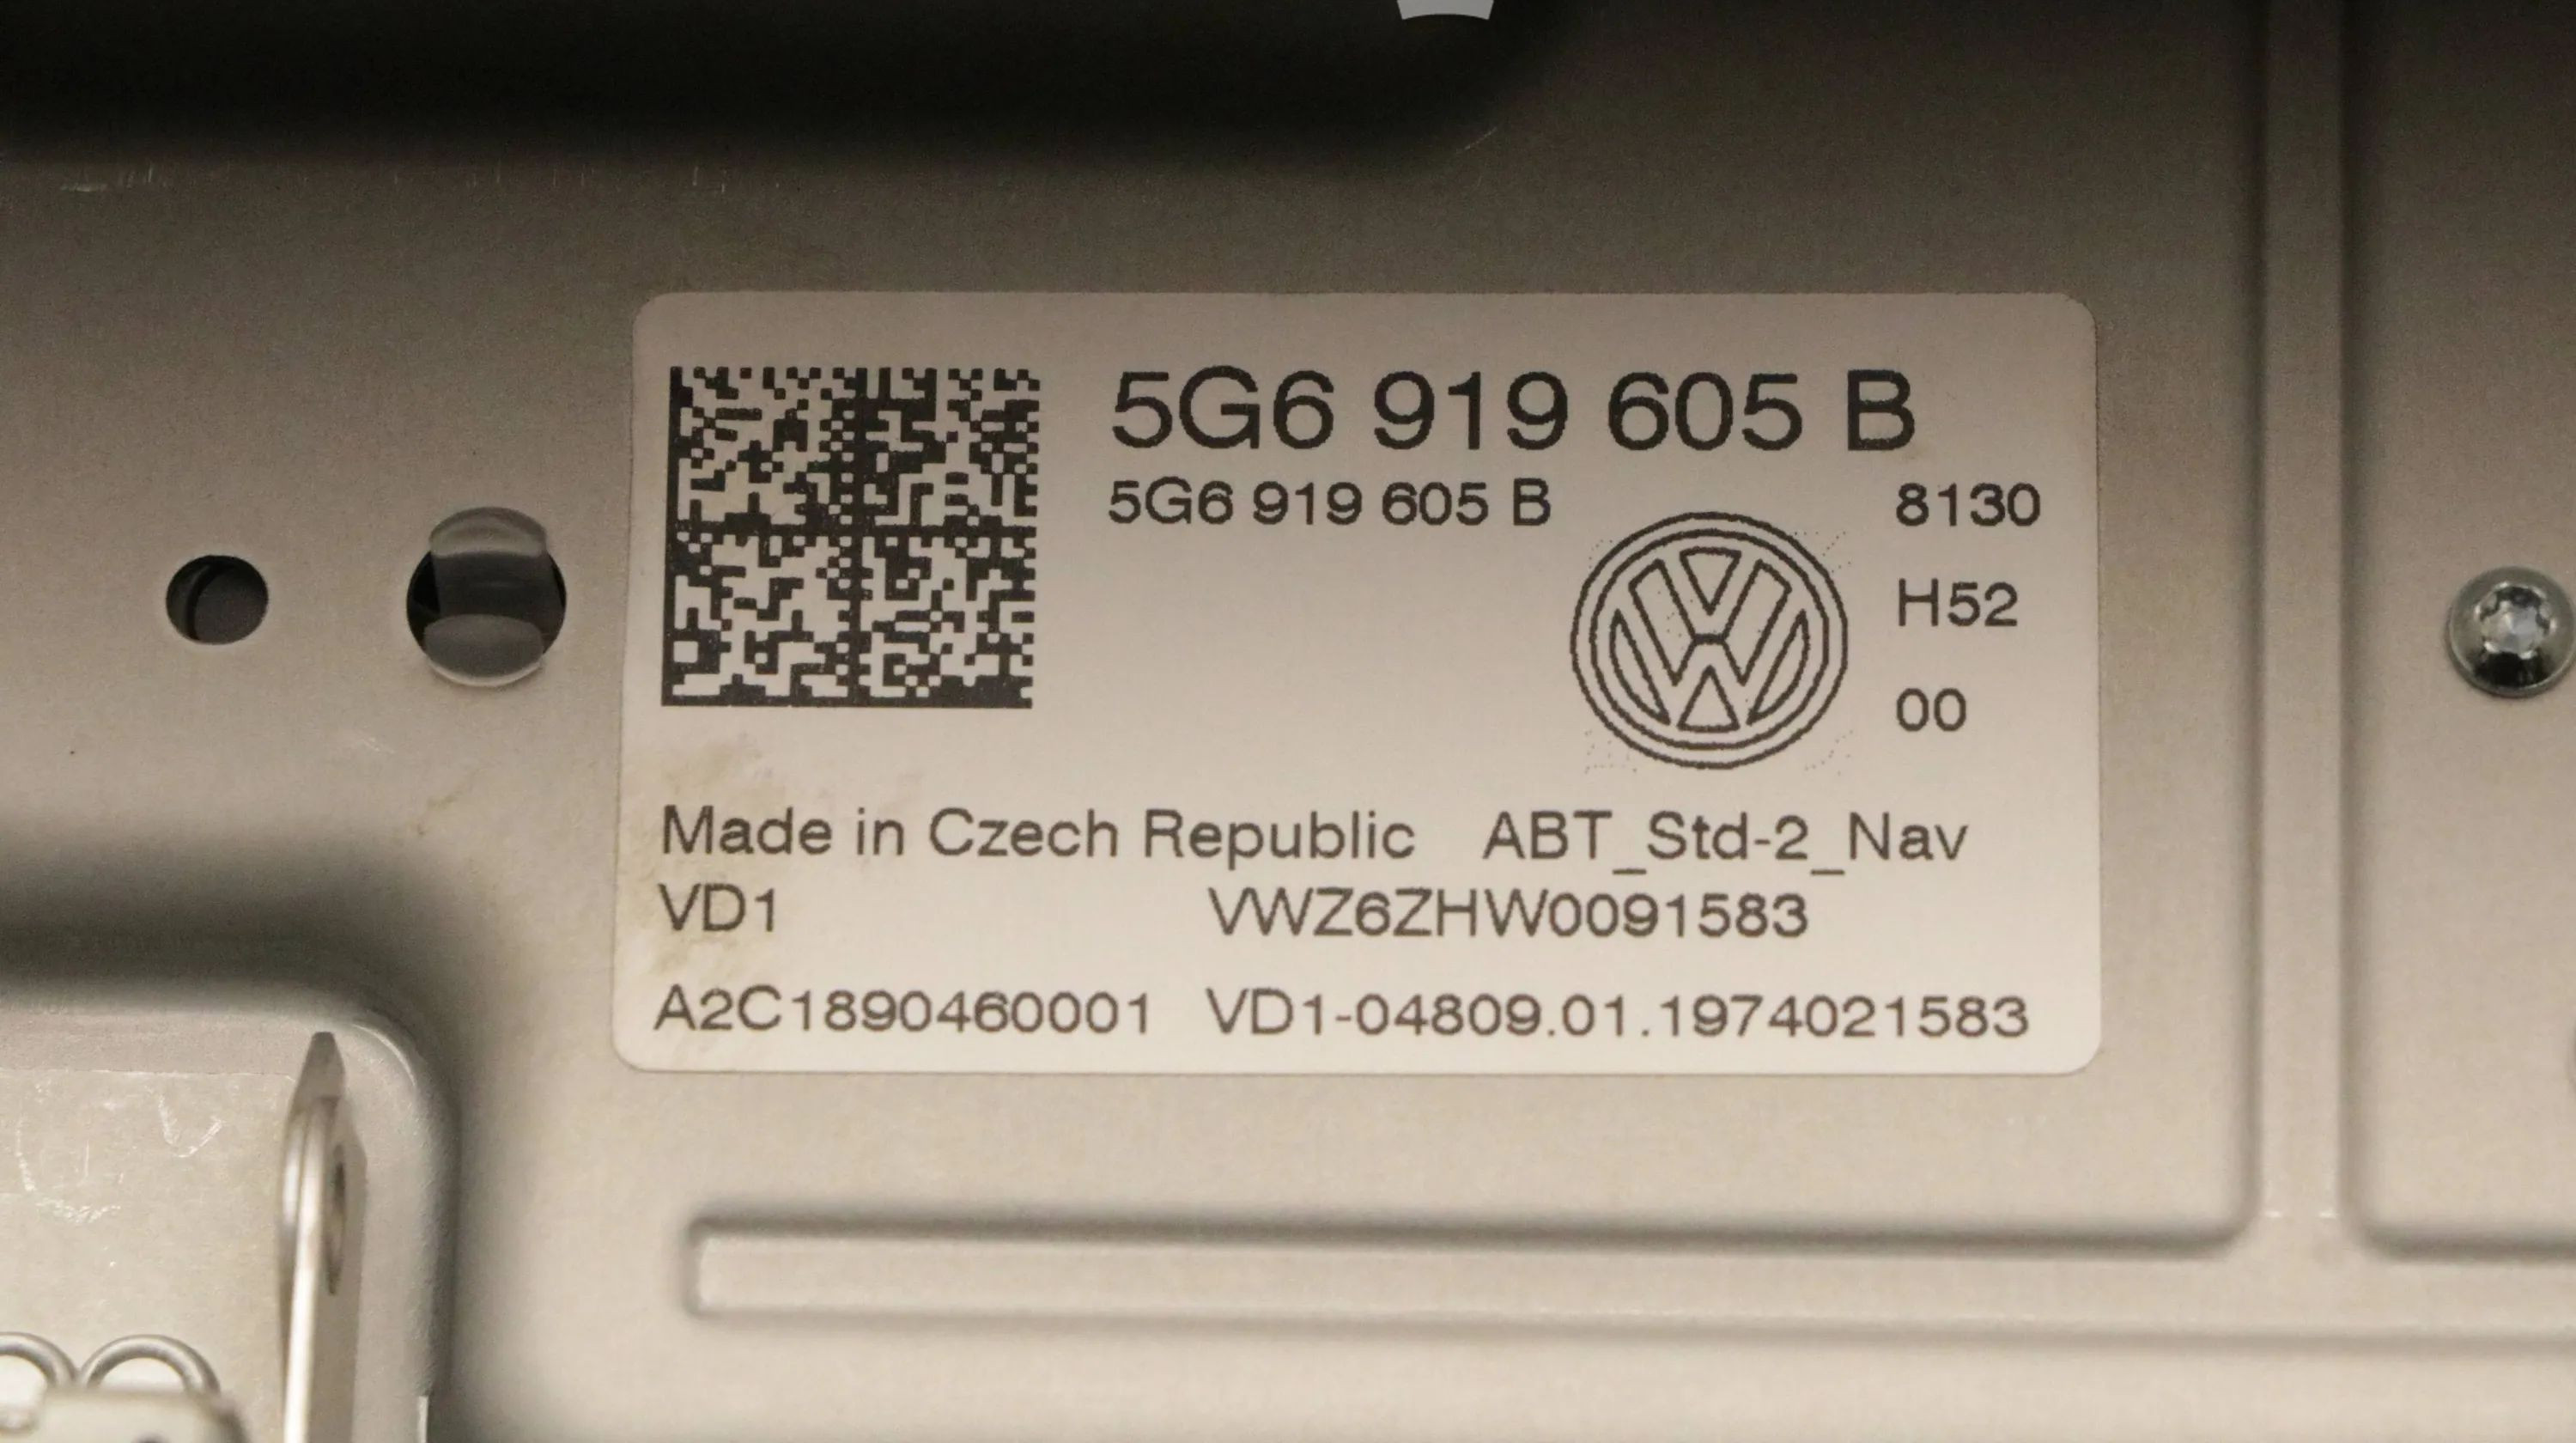 5G6 919 605 B
5G6 919 605 B 8130
H52
00
Made in Czech Republic ABT_Std-2_Nav
VD1 VWZ6ZHW0091583
A2C1890460001 VD1-04809.01.1974021583